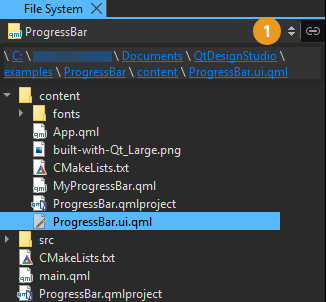 File System
ProgressBar
1
\ C: \ \ Documents \ QtDesignStudio \
examples \ ProgressBar \ content \ ProgressBar.ui.qml
content
fonts
App.qml
built-with-Qt_Large.png
CMakeLists.txt
MyProgressBar.qml
ProgressBar.qmlproject
ProgressBar.ui.qml
src
CMakeLists.txt
main.qml
ProgressBar.qmlproject